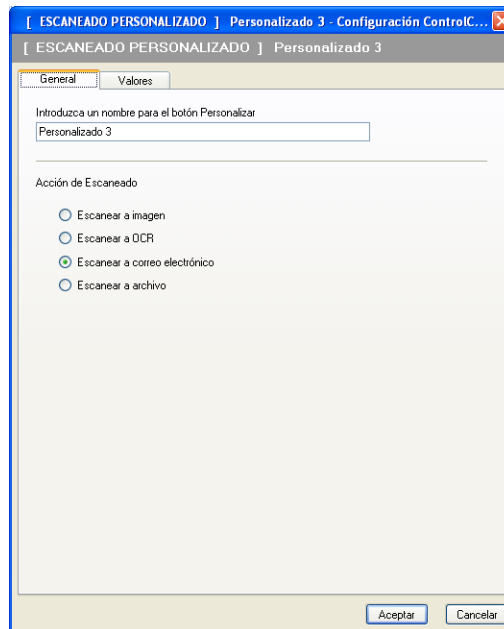 [ ESCANEADO PERSONALIZADO ] Personalizado 3 - Configuración ControlC...
[ ESCANEADO PERSONALIZADO ] Personalizado 3
General Valores
Introduzca un nombre para el botón Personalizar
Personalizado 3
Acción de Escaneado
Escanear a imagen
Escanear a OCR
Escanear a correo electrónico
Escanear a archivo
Aceptar Cancelar